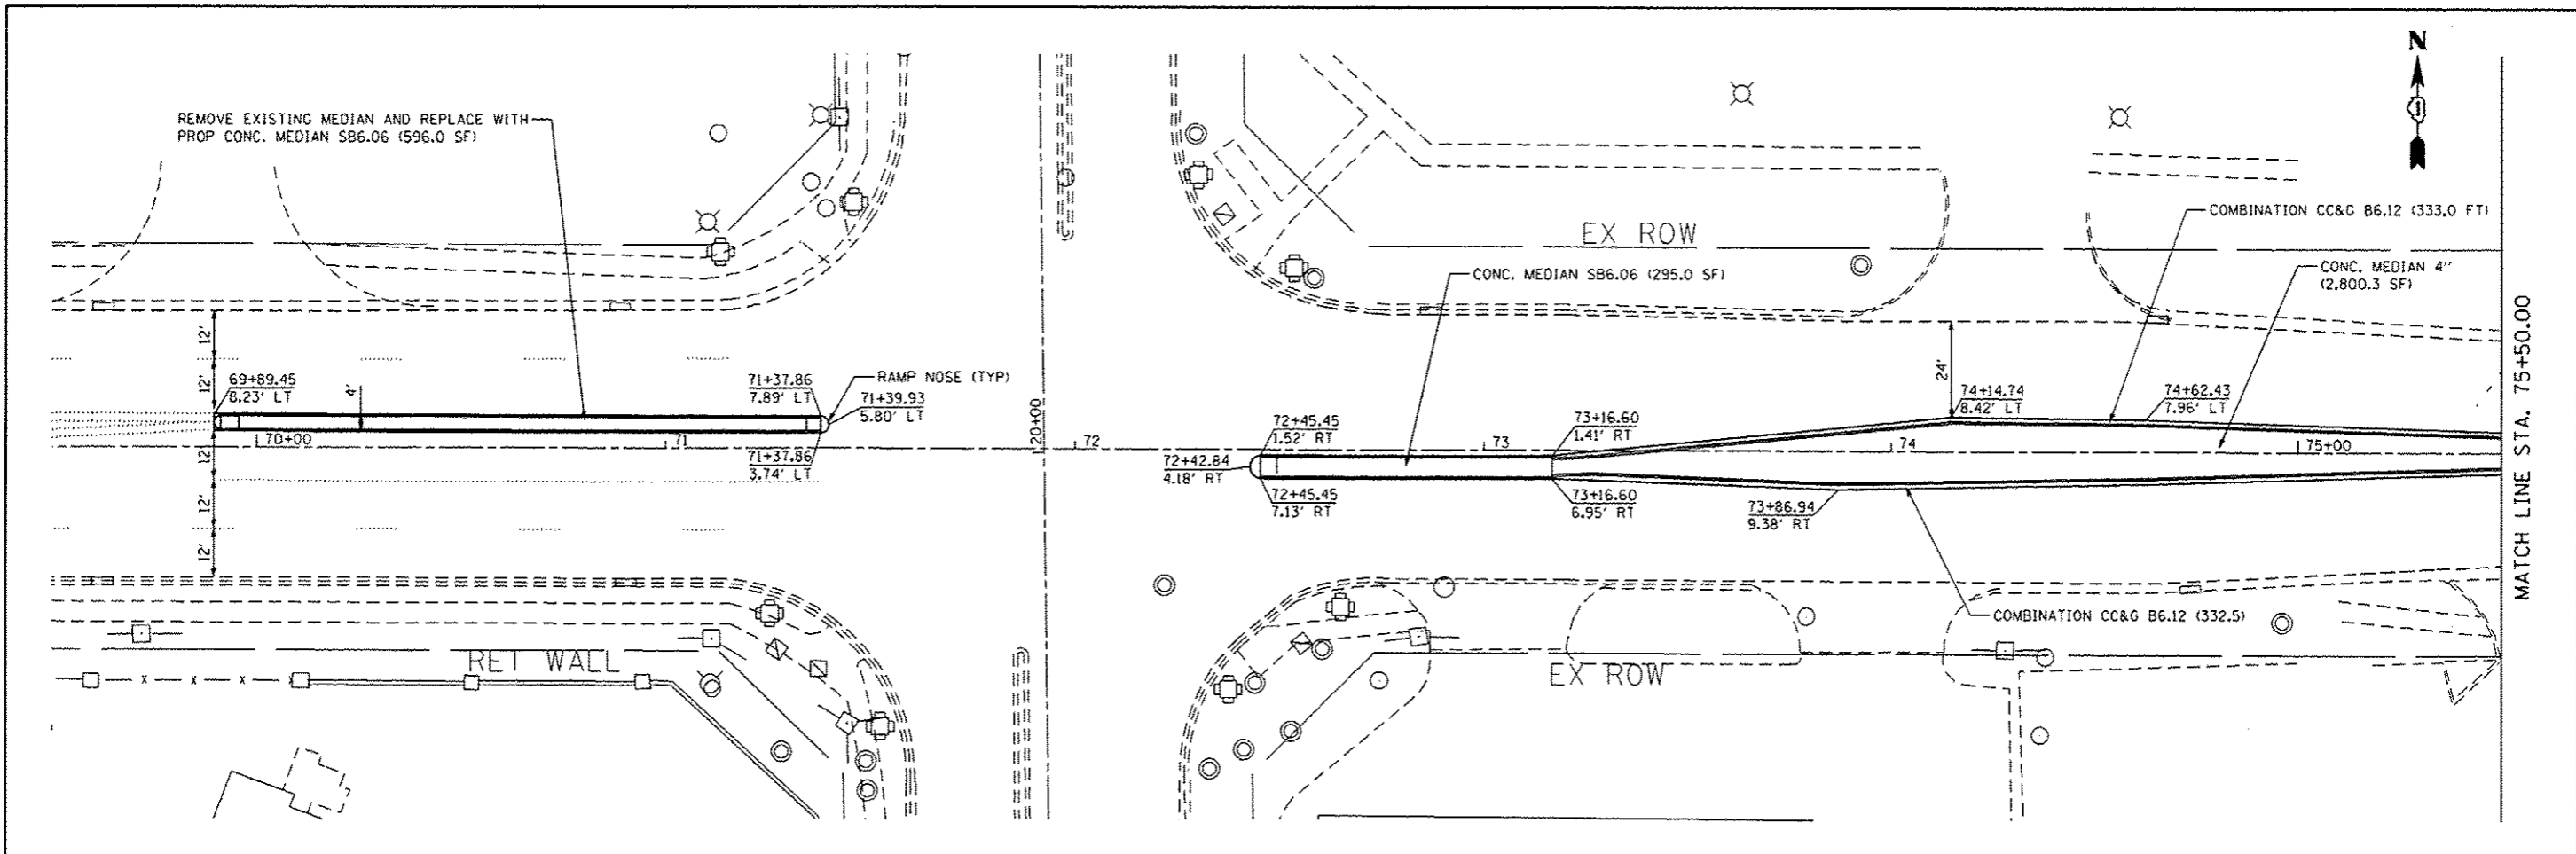 N
REMOVE EXISTING MEDIAN AND REPLACE WITH
PROP CONC. MEDIAN SB6.06 (596.0 SF)
COMBINATION CC&G B6.12 (333.0 FT)
EX ROW
CONC. MEDIAN SB6.06 (295.0 SF)
CONC. MEDIAN 4"
(2,800.3 SF)
12'
12'
12'
12'
12'
4'
24'
69+89.45
8.23' LT
71+37.86
7.89' LT
RAMP NOSE (TYP)
71+39.93
5.80' LT
71+37.86
3.74' LT
70+00
71
20+00
72
72+45.45
1.52' RT
72+42.84
4.18' RT
72+45.45
7.13' RT
73+16.60
1.41' RT
73
73+16.60
6.95' RT
73+86.94
9.38' RT
74+14.74
8.42' LT
74
74+62.43
7.96' LT
75+00
MATCH LINE STA. 75+50.00
COMBINATION CC&G B6.12 (332.5)
RET WALL
x x x x
EX ROW